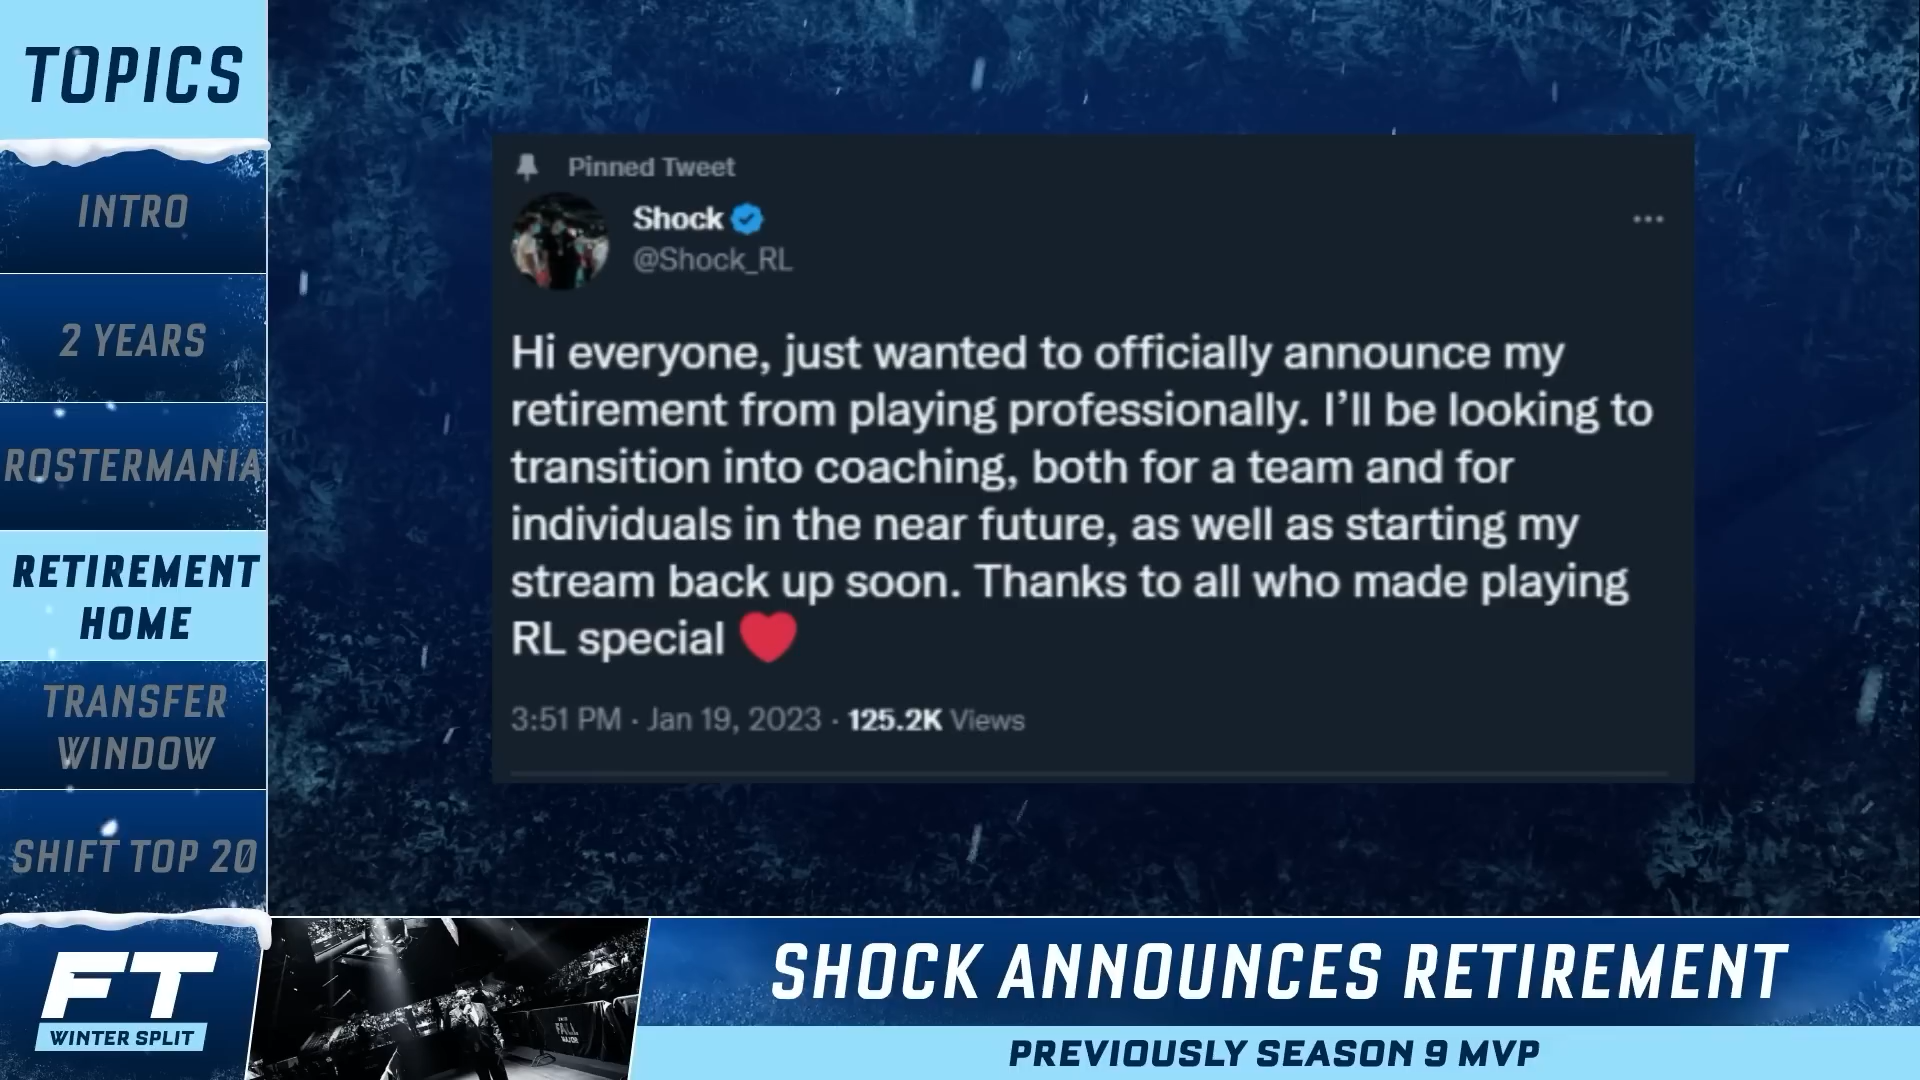 TOPICS
INTRO
2 YEARS
ROSTERMANIA
RETIREMENT
HOME
TRANSFER
WINDOW
SHIFT TOP 20
FT
WINTER SPLIT
Pinned Tweet
Shock
@Shock_RL
Hi everyone, just wanted to officially announce my
retirement from playing professionally. I’ll be looking to
transition into coaching, both for a team and for
individuals in the near future, as well as starting my
stream back up soon. Thanks to all who made playing
RL special ❤️
3:51 PM · Jan 19, 2023 · 125.2K Views
FALL
MAJOR
SHOCK ANNOUNCES RETIREMENT
PREVIOUSLY SEASON 9 MVP